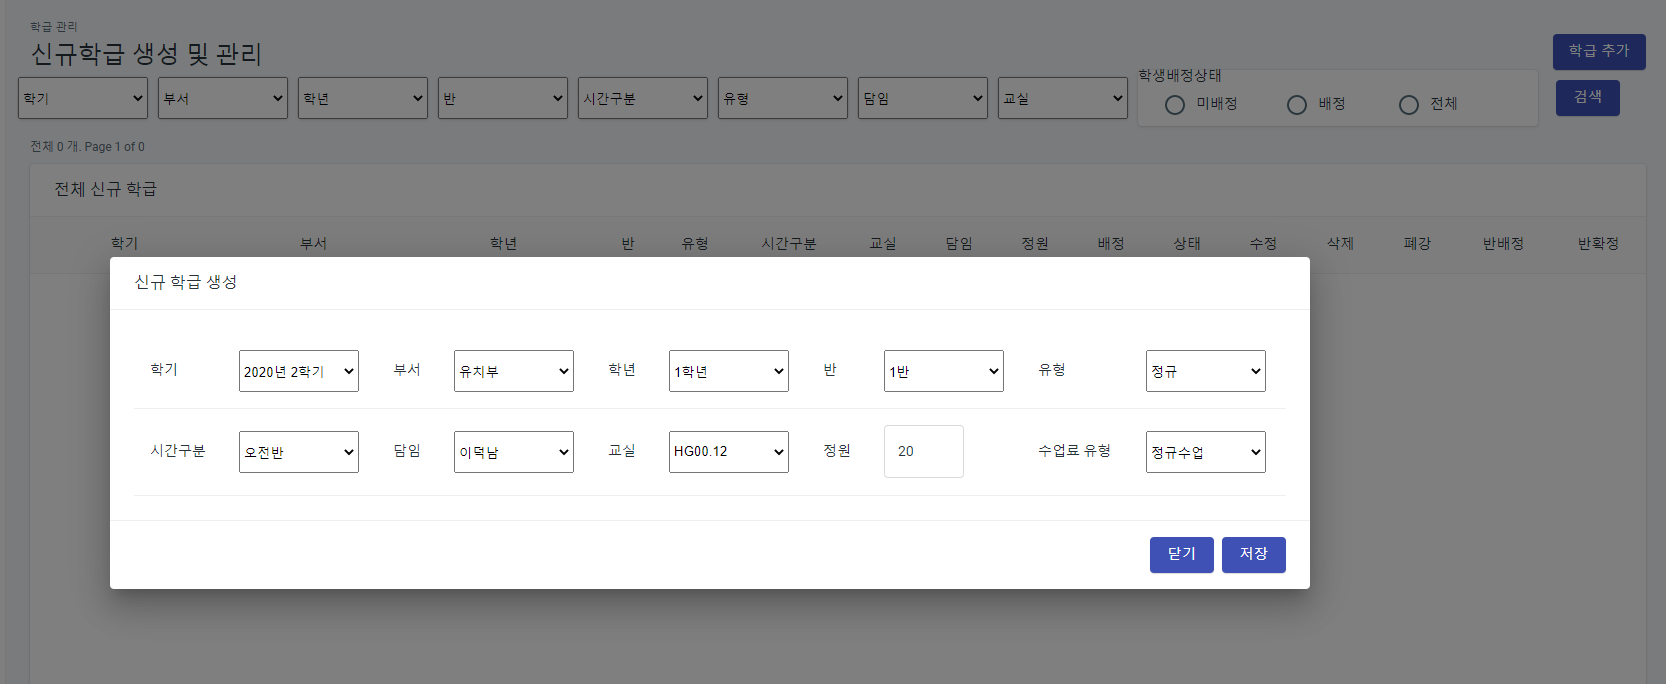 학급 관리
신규학급 생성 및 관리
학급 추가
학기 부서 학년 반 시간구분 유형 담임 교실
학생배정상태
미배정 배정 전체
검색
전체 0 개. Page 1 of 0
전체 신규 학급
학기 부서 학년 반 유형 시간구분 교실 담임 정원 배정 상태 수정 삭제 폐강 반배정 반확정
신규 학급 생성
학기 2020년 2학기 부서 유치부 학년 1학년 반 1반 유형 정규
시간구분 오전반 담임 이덕남 교실 HG00.12 정원 20 수업료 유형 정규수업
닫기 저장